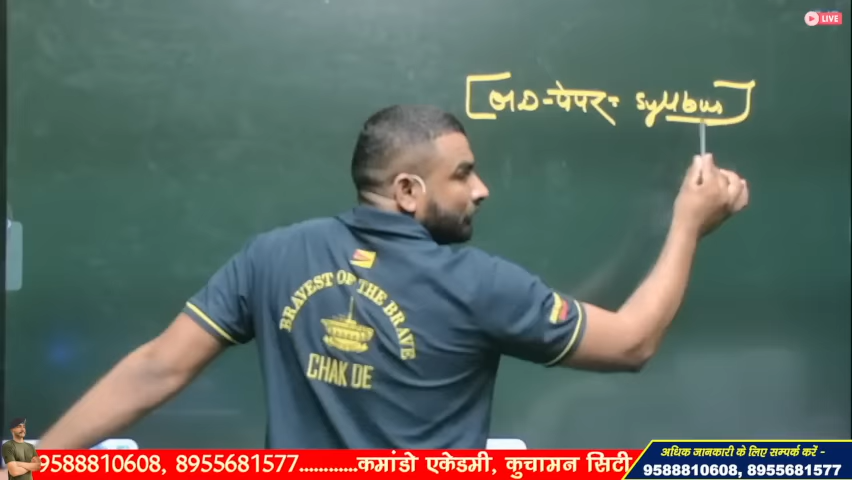 LIVE
OLD-पेपर = Syllbus
BRAVEST OF THE BRAVE
CHAK DE
9588810608, 8955681577............कमांडो एकेडमी, कुचामन सिटी
अधिक जानकारी के लिए सम्पर्क करें -
9588810608, 8955681577